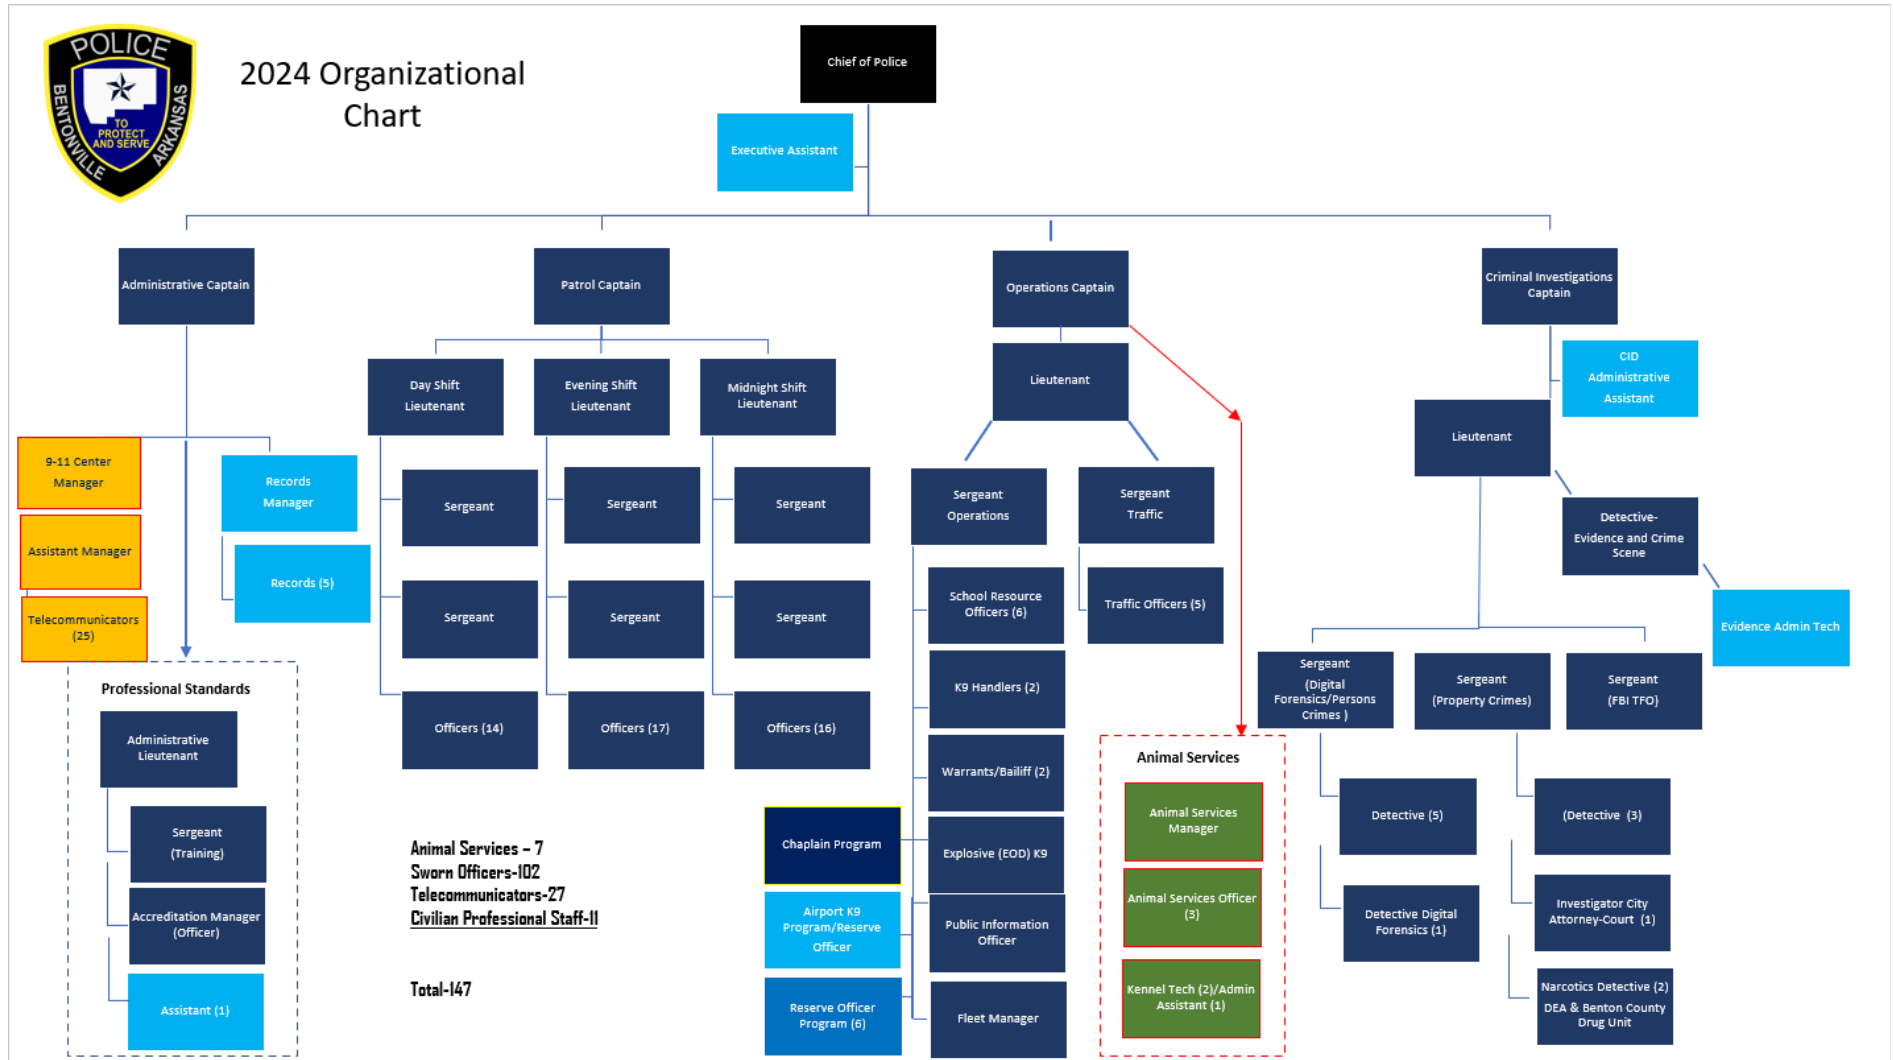 POLICE
BENTONVILLE
ARKANSAS
TO
PROTECT
AND SERVE
2024 Organizational
Chart
Chief of Police
Executive Assistant
Administrative Captain
Patrol Captain
Operations Captain
Criminal Investigations
Captain
CID
Administrative
Assistant
Day Shift
Lieutenant
Evening Shift
Lieutenant
Midnight Shift
Lieutenant
Lieutenant
Lieutenant
9-11 Center
Manager
Assistant Manager
Telecommunicators
(25)
Records
Manager
Records (5)
Sergeant
Sergeant
Officers (14)
Sergeant
Sergeant
Officers (17)
Sergeant
Sergeant
Officers (16)
Sergeant
Operations
Sergeant
Traffic
School Resource
Officers (6)
Traffic Officers (5)
K9 Handlers (2)
Warrants/Bailiff (2)
Explosive (EOD) K9
Public Information
Officer
Fleet Manager
Chaplain Program
Airport K9
Program/Reserve
Officer
Reserve Officer
Program (6)
Detective-
Evidence and Crime
Scene
Evidence Admin Tech
Sergeant
(Digital
Forensics/Persons
Crimes )
Sergeant
(Property Crimes)
Sergeant
(FBI TFO)
Detective (5)
Detective Digital
Forensics (1)
(Detective (3)
Investigator City
Attorney-Court (1)
Narcotics Detective (2)
DEA & Benton County
Drug Unit
Professional Standards
Administrative
Lieutenant
Sergeant
(Training)
Accreditation Manager
(Officer)
Assistant (1)
Animal Services
Animal Services
Manager
Animal Services Officer
(3)
Kennel Tech (2)/Admin
Assistant (1)
Animal Services – 7
Sworn Officers-102
Telecommunicators-27
Civilian Professional Staff-11
Total-147